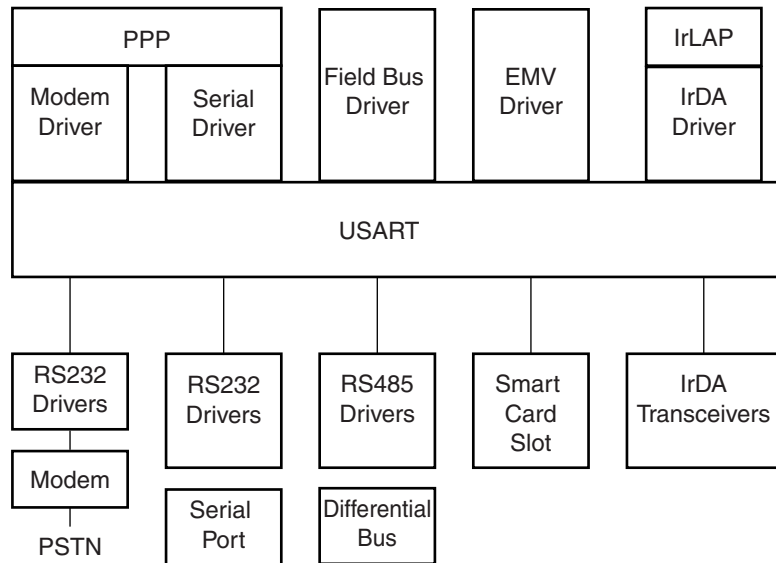 PPP
IrLAP
Modem
Driver
Serial
Driver
Field Bus
Driver
EMV
Driver
IrDA
Driver
USART
RS232
Drivers
RS232
Drivers
RS485
Drivers
Smart
Card
Slot
IrDA
Transceivers
Modem
Serial
Port
Differential
Bus
PSTN